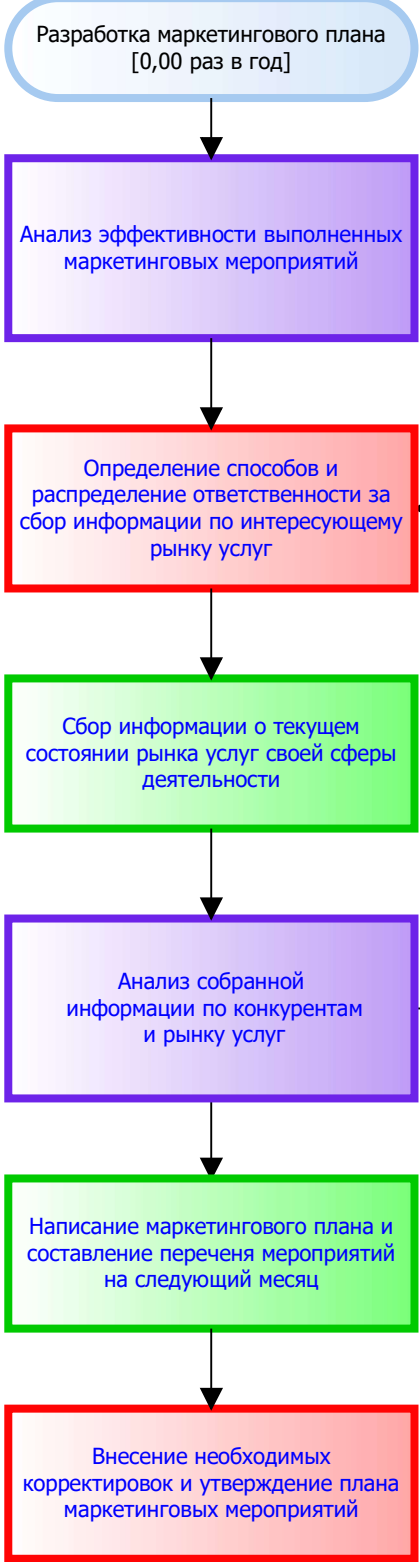 Разработка маркетингового плана
[0,00 раз в год]
Анализ эффективности выполненных
маркетинговых мероприятий
Определение способов и
распределение ответственности за
сбор информации по интересующему
рынку услуг
Сбор информации о текущем
состоянии рынка услуг своей сферы
деятельности
Анализ собранной
информации по конкурентам
и рынку услуг
Написание маркетингового плана и
составление переченя мероприятий
на следующий месяц
Внесение необходимых
корректировок и утверждение плана
маркетинговых мероприятий